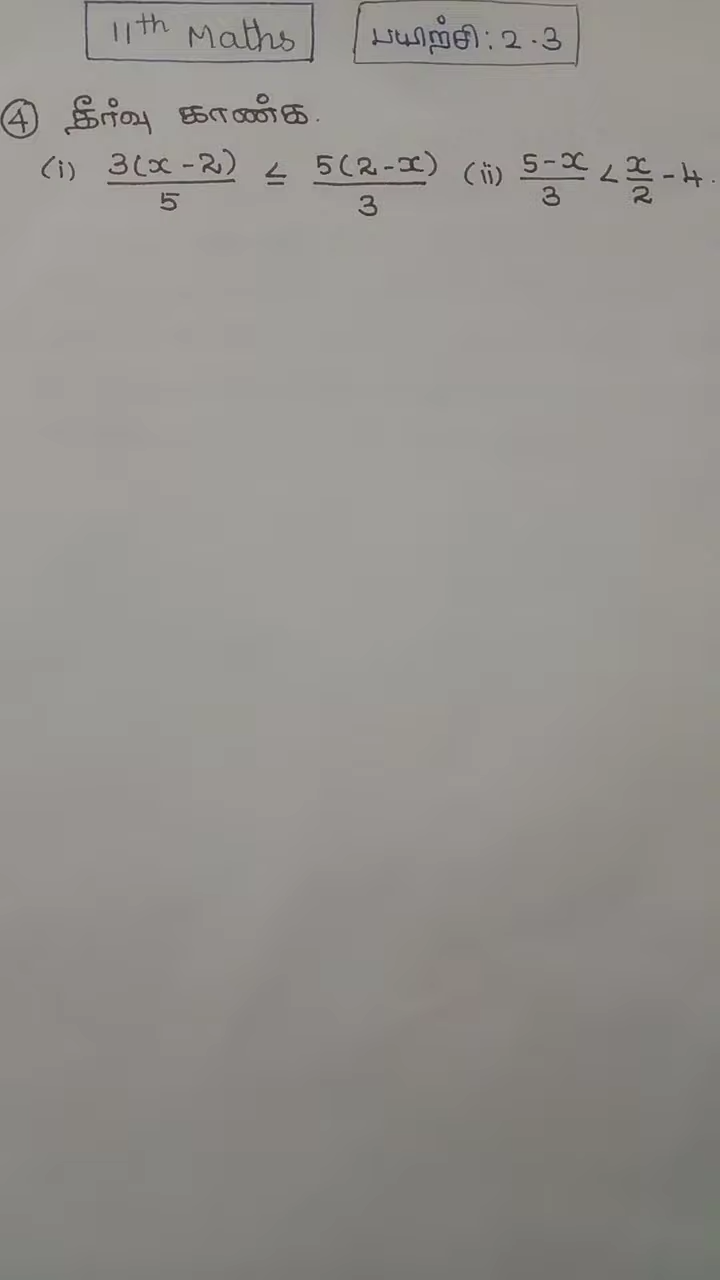 11th Maths பயிற்சி: 2.3
④ தீர்வு காண்க.
(i) 3(x-2)/5 ≤ 5(2-x)/3 (ii) 5-x/3 < x/2 - 4.